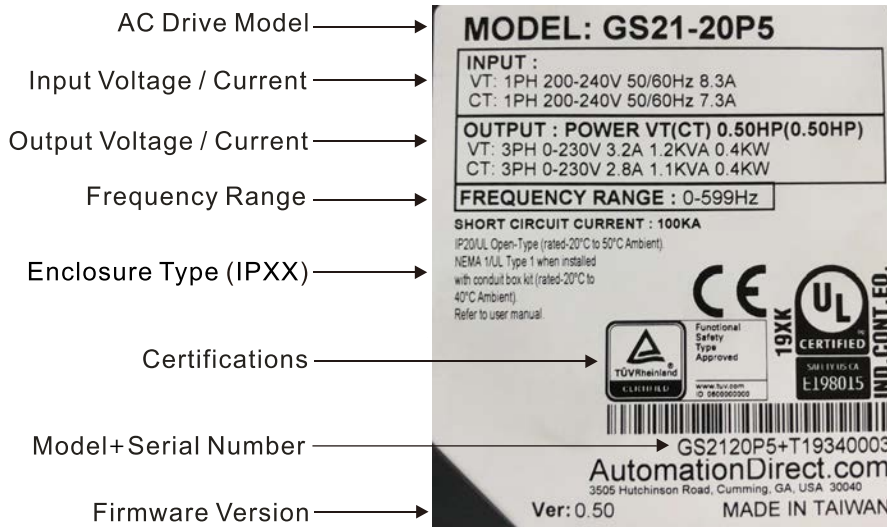 AC Drive Model
Input Voltage / Current
Output Voltage / Current
Frequency Range
Enclosure Type (IPXX)
Certifications
Model+Serial Number
Firmware Version
MODEL: GS21-20P5
INPUT :
VT: 1PH 200-240V 50/60Hz 8.3A
CT: 1PH 200-240V 50/60Hz 7.3A
OUTPUT : POWER VT(CT) 0.50HP(0.50HP)
VT: 3PH 0-230V 3.2A 1.2KVA 0.4KW
CT: 3PH 0-230V 2.8A 1.1KVA 0.4KW
FREQUENCY RANGE : 0-599Hz
SHORT CIRCUIT CURRENT : 100KA
IP20/UL Open-Type (rated-20°C to 50°C Ambient).
NEMA 1/UL Type 1 when installed
with conduit box kit (rated-20°C to
40°C Ambient).
Refer to user manual.
CE
19XK
UL
CERTIFIED
SAFETY US CA
E198015
IND. CONT. EQ.
TÜVRheinland
CERTIFIED
Functional
Safety
Type
Approved
www.tuv.com
ID 0600000000
GS2120P5+T19340003
AutomationDirect.com
3505 Hutchinson Road, Cumming, GA, USA 30040
Ver: 0.50 MADE IN TAIWAN